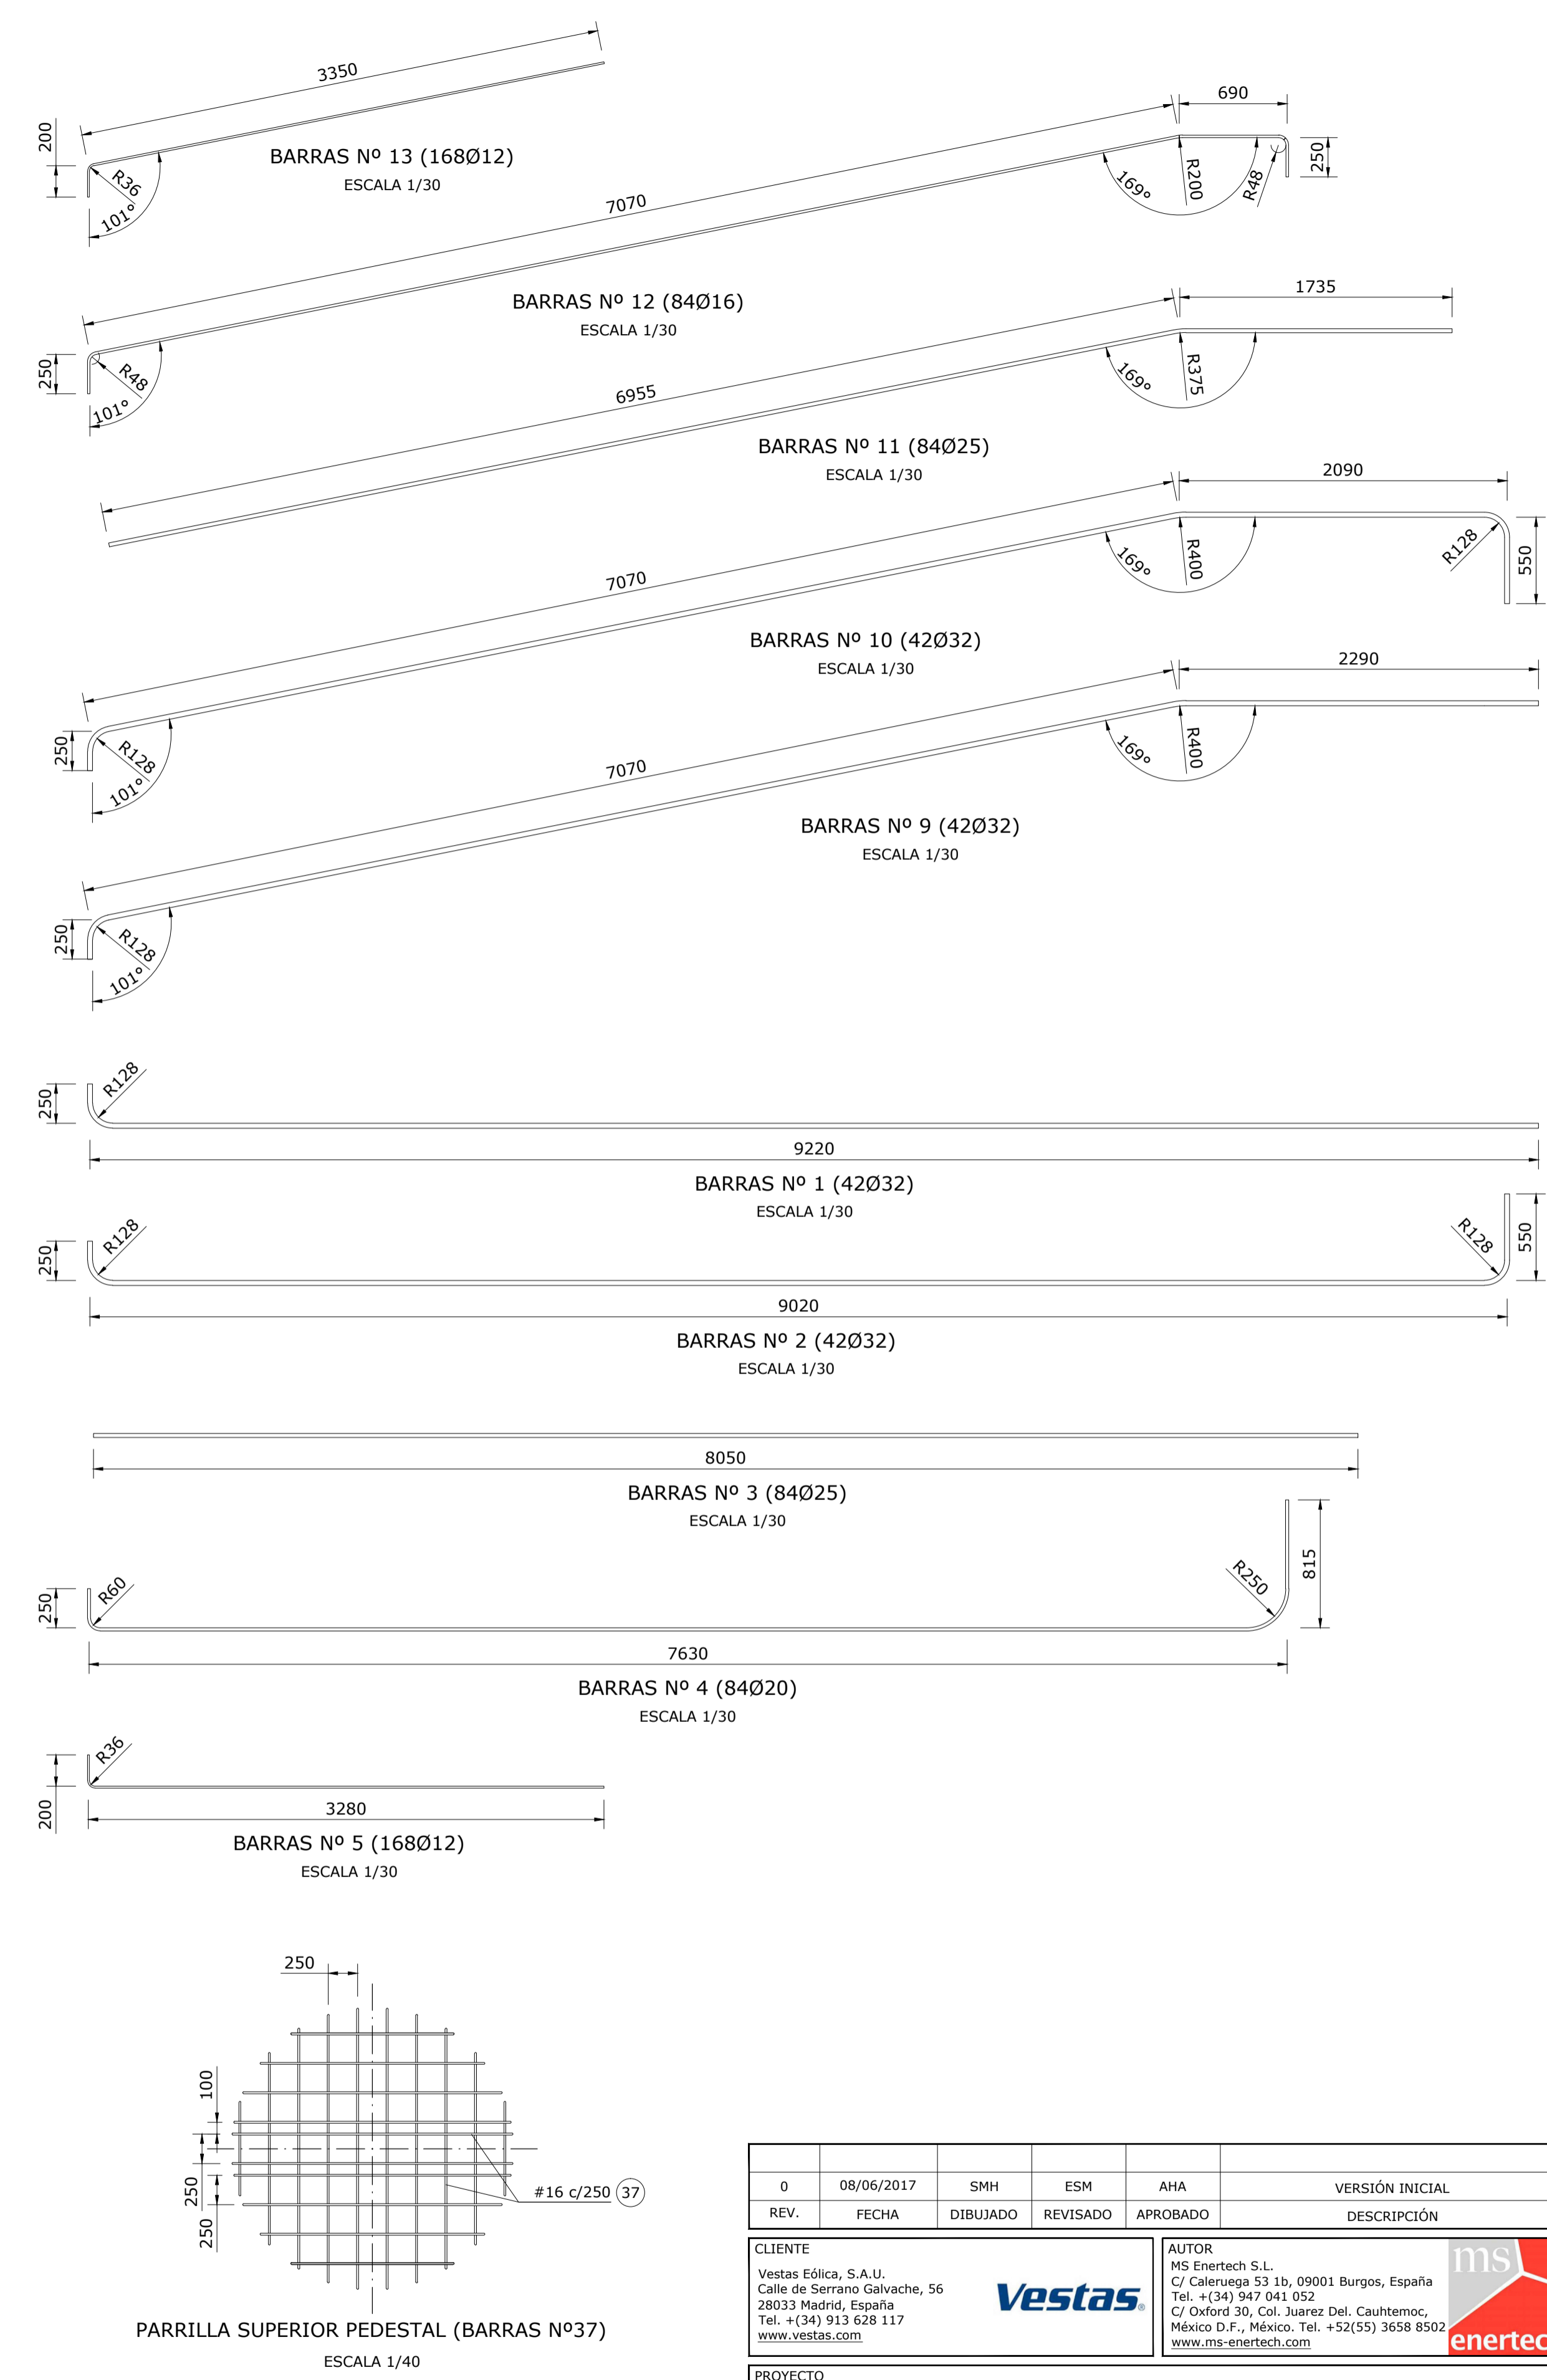 3350
200
R36
101°
BARRAS Nº 13 (168Ø12)
ESCALA 1/30
690
250
R200
R48
169°
7070
250
R48
101°
BARRAS Nº 12 (84Ø16)
ESCALA 1/30
1735
R375
169°
6955
BARRAS Nº 11 (84Ø25)
ESCALA 1/30
2090
R128
550
R400
169°
7070
250
R128
101°
BARRAS Nº 10 (42Ø32)
ESCALA 1/30
2290
R400
169°
7070
250
R128
101°
BARRAS Nº 9 (42Ø32)
ESCALA 1/30
250
R128
9220
BARRAS Nº 1 (42Ø32)
ESCALA 1/30
250
R128
R128
550
9020
BARRAS Nº 2 (42Ø32)
ESCALA 1/30
8050
BARRAS Nº 3 (84Ø25)
ESCALA 1/30
250
R60
R250
815
7630
BARRAS Nº 4 (84Ø20)
ESCALA 1/30
200
R36
3280
BARRAS Nº 5 (168Ø12)
ESCALA 1/30
250
100
250
250
#16 c/250 37
PARRILLA SUPERIOR PEDESTAL (BARRAS Nº37)
ESCALA 1/40
0 08/06/2017 SMH ESM AHA VERSIÓN INICIAL
REV. FECHA DIBUJADO REVISADO APROBADO DESCRIPCIÓN
CLIENTE
Vestas Eólica, S.A.U.
Calle de Serrano Galvache, 56
28033 Madrid, España
Tel. +(34) 913 628 117
www.vestas.com
Vestas®
AUTOR
MS Enertech S.L.
C/ Caleruega 53 1b, 09001 Burgos, España
Tel. +(34) 947 041 052
C/ Oxford 30, Col. Juarez Del. Cauhtemoc,
México D.F., México. Tel. +52(55) 3658 8502
www.ms-enertech.com
ms
enertec
PROYECTO